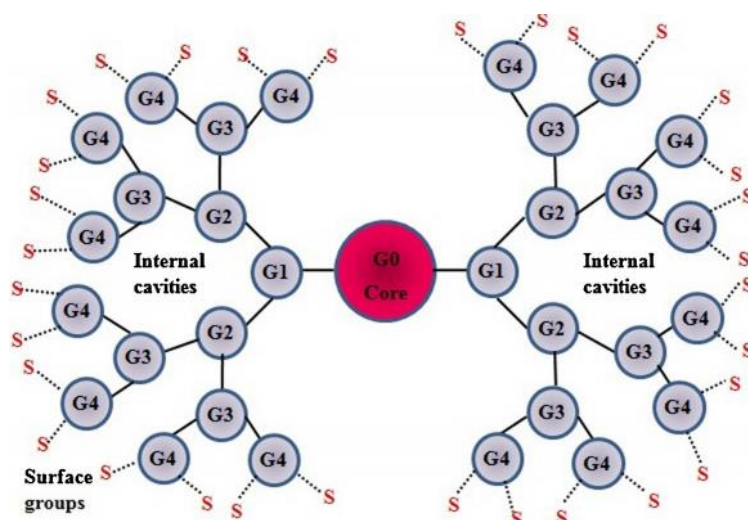 S S S S S
S S S
S G4
G4 G4 G4
S S
G3 G3
G4 G4
S S
G3 G3
S S
G2 G2
G4 G4
S S
Internal G1 G0 G1 Internal
cavities Core cavities
S S
G4 G4
S G2 G2
G3 G3 S
S S
G4 G4
G3 G3
S
G4 G4 G4 G4
Surface S S
groups S S S S S S S